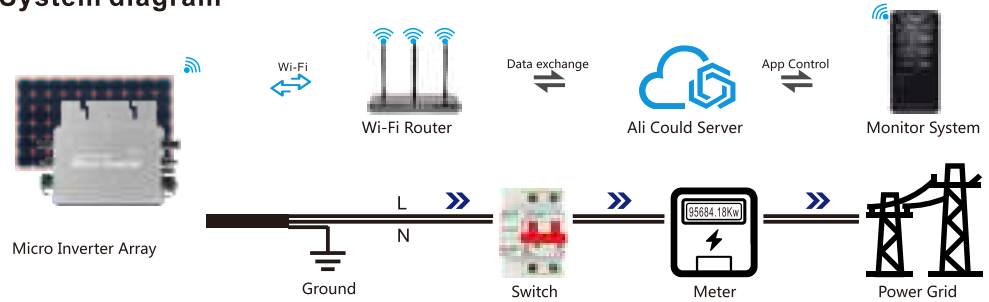 System diagram
Wi-Fi
Data exchange
App Control
Wi-Fi Router
Ali Could Server
Monitor System
L
N
95684.18Kw
Micro Inverter Array
Ground
Switch
Meter
Power Grid